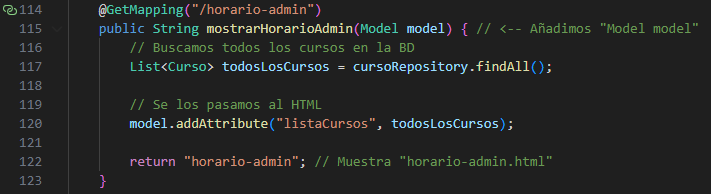 114 @GetMapping("/horario-admin")
115 public String mostrarHorarioAdmin(Model model) { // <-- Añadimos "Model model"
116 // Buscamos todos los cursos en la BD
117 List<Curso> todosLosCursos = cursoRepository.findAll();
118
119 // Se los pasamos al HTML
120 model.addAttribute("listaCursos", todosLosCursos);
121
122 return "horario-admin"; // Muestra "horario-admin.html"
123 }